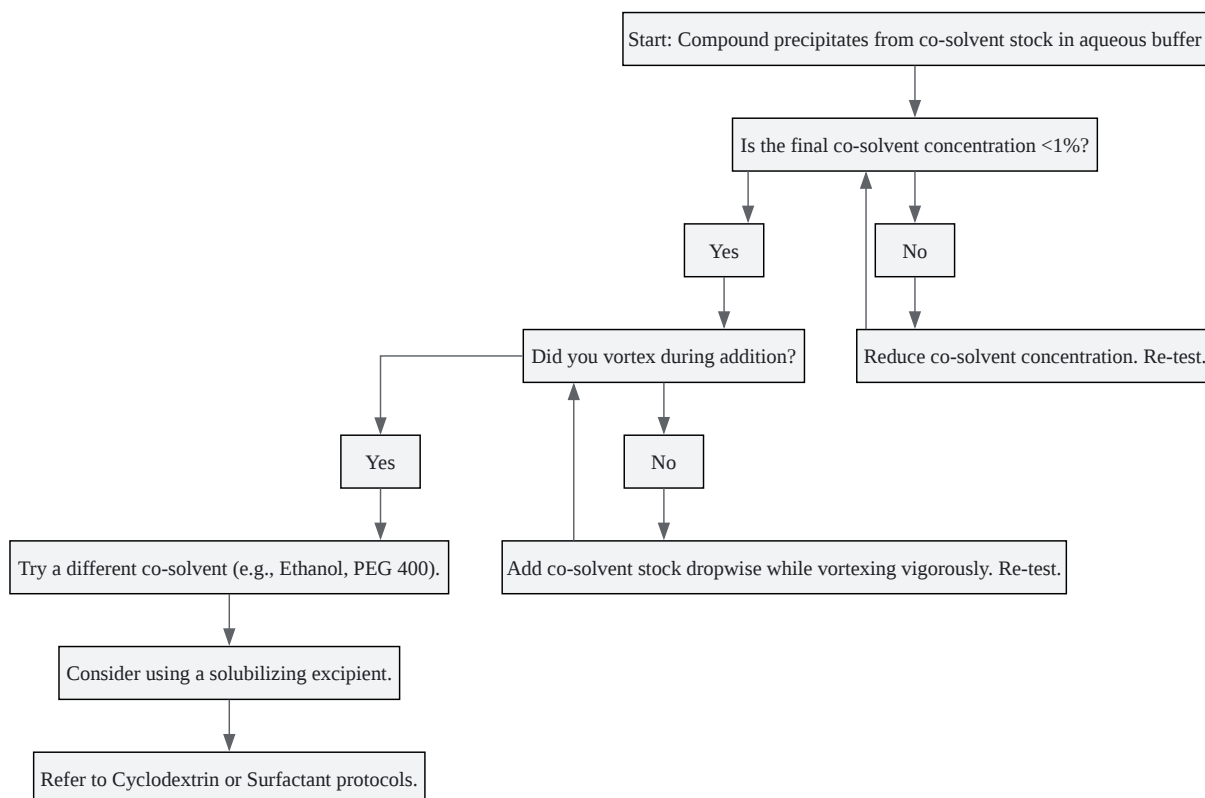 Start: Compound precipitates from co-solvent stock in aqueous buffer
Is the final co-solvent concentration <1%?
Yes
No
Did you vortex during addition?
Reduce co-solvent concentration. Re-test.
Yes
No
Try a different co-solvent (e.g., Ethanol, PEG 400).
Add co-solvent stock dropwise while vortexing vigorously. Re-test.
Consider using a solubilizing excipient.
Refer to Cyclodextrin or Surfactant protocols.